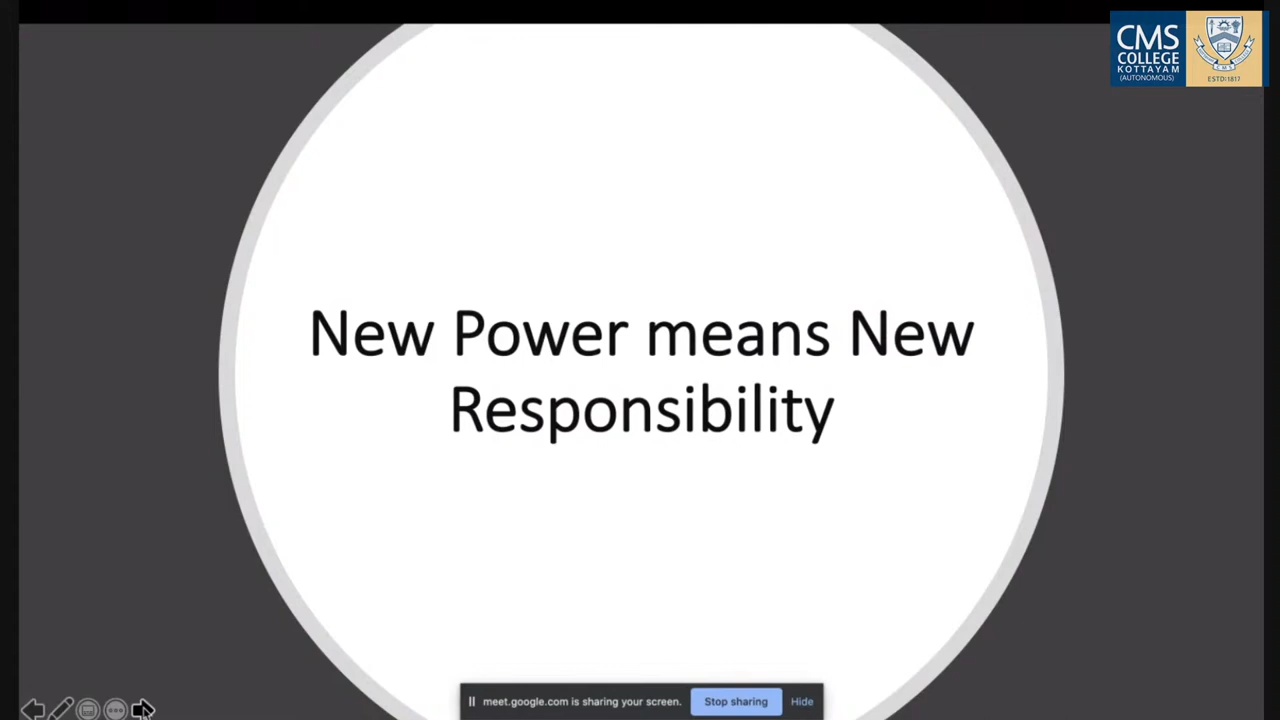 CMS
COLLEGE
KOTTAYAM
(AUTONOMOUS)
ESTD:1817
New Power means New
Responsibility
meet.google.com is sharing your screen.
Stop sharing
Hide